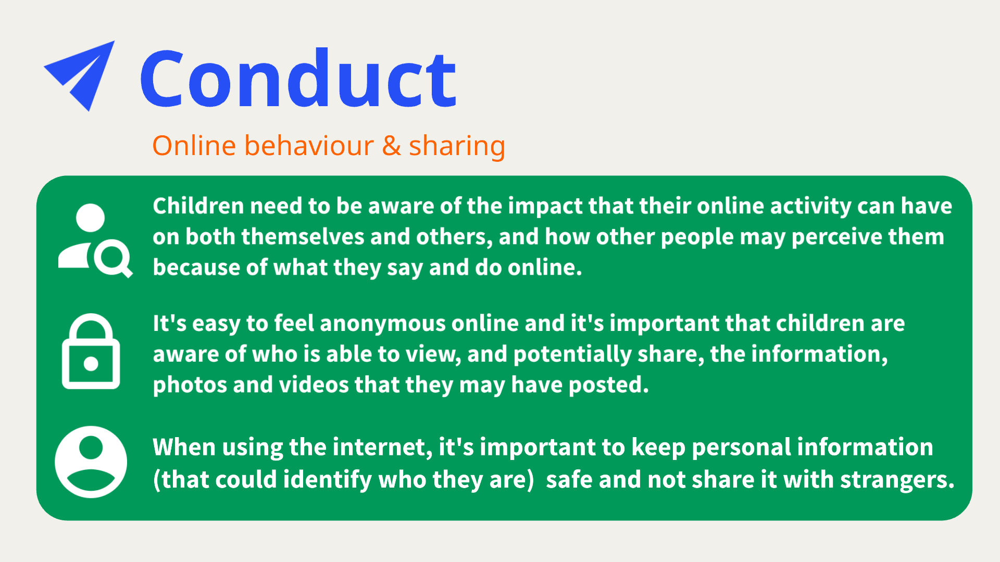 Conduct
Online behaviour & sharing
Children need to be aware of the impact that their online activity can have
on both themselves and others, and how other people may perceive them
because of what they say and do online.
It's easy to feel anonymous online and it's important that children are
aware of who is able to view, and potentially share, the information,
photos and videos that they may have posted.
When using the internet, it's important to keep personal information
(that could identify who they are)  safe and not share it with strangers.